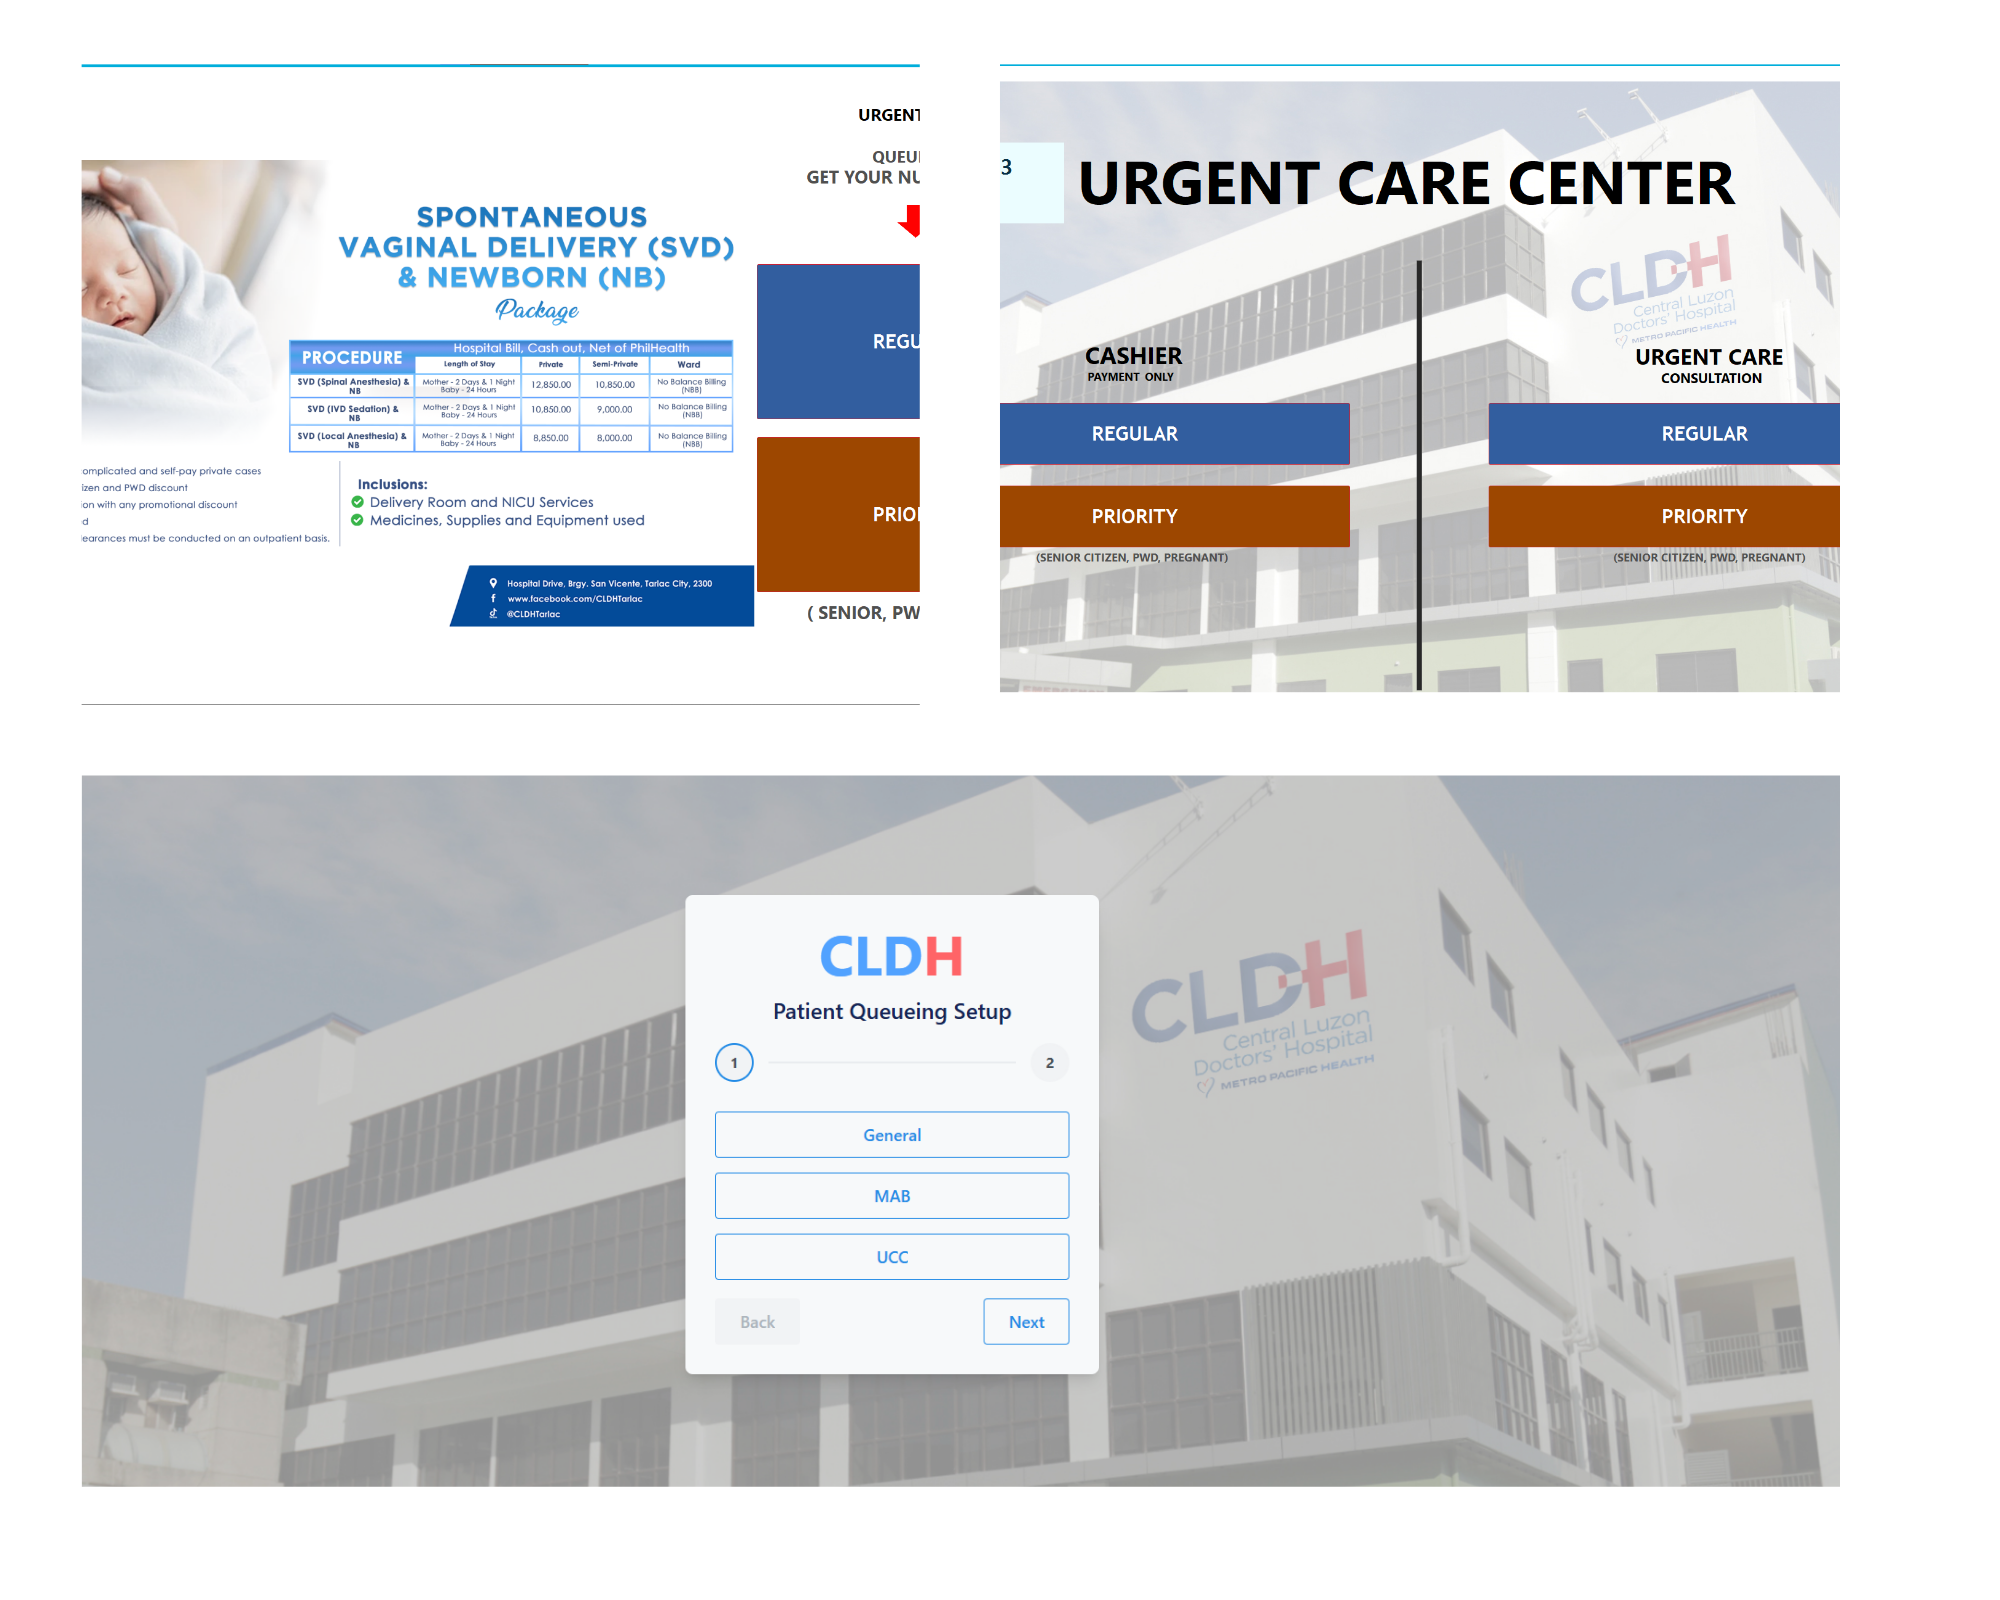 URGENT
QUEUE
GET YOUR NU
SPONTANEOUS
VAGINAL DELIVERY (SVD)
& NEWBORN (NB)
Package
PROCEDURE
Hospital Bill, Cash out, Net of PhilHealth
Length of Stay Private Semi-Private Ward
SVD (Spinal Anesthesia) & NB Mother - 2 Days & 1 Night Baby - 24 Hours 12,850.00 10,850.00 No Balance Billing (NBB)
SVD (IVD Sedation) & NB Mother - 2 Days & 1 Night Baby - 24 Hours 10,850.00 9,000.00 No Balance Billing (NBB)
SVD (Local Anesthesia) & NB Mother - 2 Days & 1 Night Baby - 24 Hours 8,850.00 8,000.00 No Balance Billing (NBB)
omplicated and self-pay private cases
izen and PWD discount
on with any promotional discount
d
earances must be conducted on an outpatient basis.
Inclusions:
Delivery Room and NICU Services
Medicines, Supplies and Equipment used
Hospital Drive, Brgy. San Vicente, Tarlac City, 2300
www.facebook.com/CLDHTarlac
@CLDHTarlac
REGU
PRIOR
( SENIOR, PW
3
URGENT CARE CENTER
CLDH
Central Luzon
Doctors' Hospital
METRO PACIFIC HEALTH
CASHIER
PAYMENT ONLY
REGULAR
PRIORITY
(SENIOR CITIZEN, PWD, PREGNANT)
URGENT CARE
CONSULTATION
REGULAR
PRIORITY
(SENIOR CITIZEN, PWD, PREGNANT)
EMERGENCY
CLDH
Patient Queueing Setup
1 2
General
MAB
UCC
Back Next
CLDH
Central Luzon
Doctors' Hospital
METRO PACIFIC HEALTH